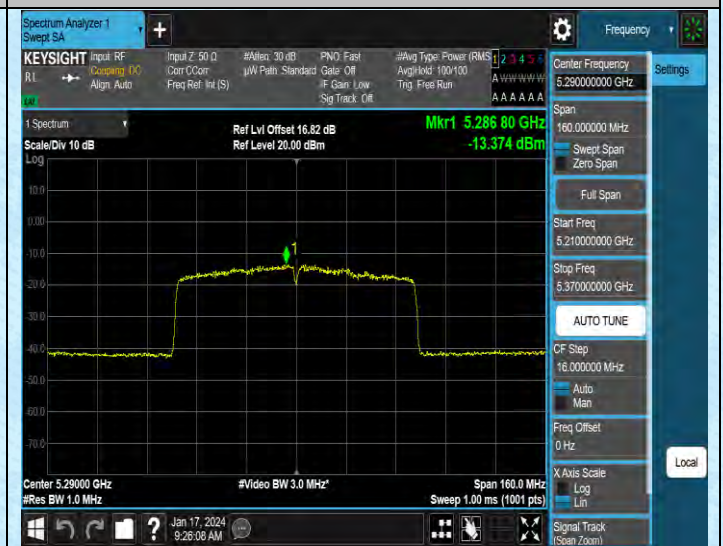 Spectrum Analyzer 1
Swept SA
+
Frequency
KEYSIGHT
Input: RF
Coupling: DC
Align: Auto
RL
Input Z: 50 Ω
Corr CCorr
Freq Ref: Int (S)
#Atten: 30 dB
µW Path: Standard
PNO: Fast
Gate: Off
IF Gain: Low
Sig Track: Off
#Avg Type: Power (RMS
Avg|Hold: 100/100
Trig: Free Run
1 2 3 4 5 6
A W W W W W
A A A A A A
Center Frequency
5.290000000 GHz
Settings
Span
160.000000 MHz
Swept Span
Zero Span
Full Span
Start Freq
5.210000000 GHz
Stop Freq
5.370000000 GHz
AUTO TUNE
CF Step
16.000000 MHz
Auto
Man
Freq Offset
0 Hz
X Axis Scale
Log
Lin
Signal Track
(Span Zoom)
Local
1 Spectrum
Scale/Div 10 dB
Log
Ref Lvl Offset 16.82 dB
Ref Level 20.00 dBm
Mkr1 5.286 80 GHz
-13.374 dBm
10.0
0.00
-10.0
-20.0
-30.0
-40.0
-50.0
-60.0
-70.0
1
Center 5.29000 GHz
#Res BW 1.0 MHz
#Video BW 3.0 MHz*
Span 160.0 MHz
Sweep 1.00 ms (1001 pts)
?
Jan 17, 2024
9:26:08 AM